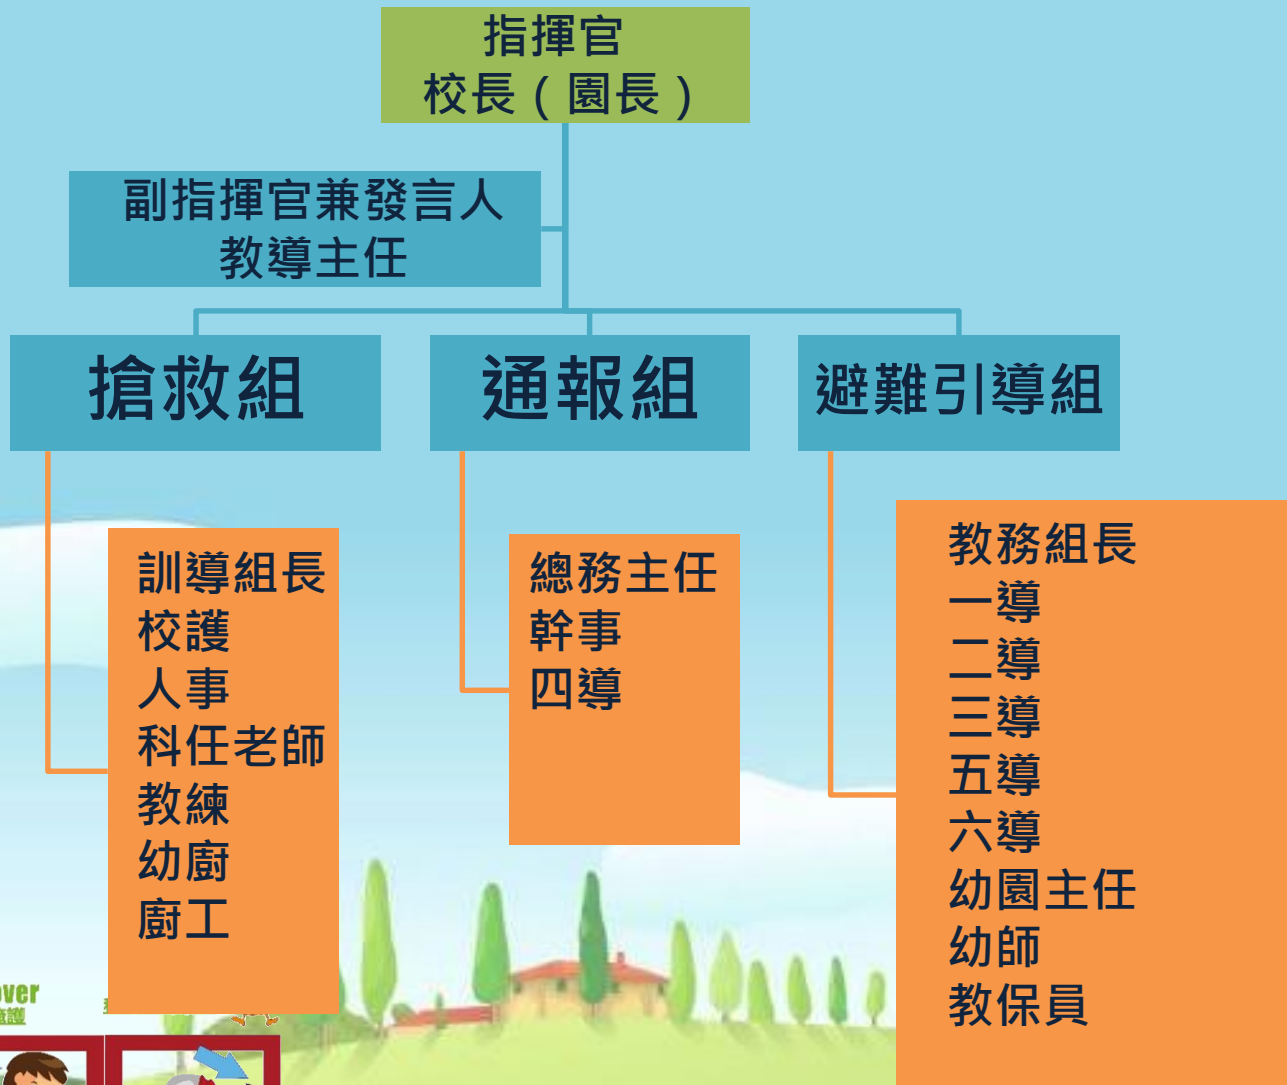 指揮官
校長(園長)
副指揮官兼發言人
教導主任
搶救組
通報組
避難引導組
訓導組長
校護
人事
科任老師
教練
幼廚
廚工
總務主任
幹事
四導
教務組長
一導
二導
三導
五導
六導
幼園主任
幼師
教保員